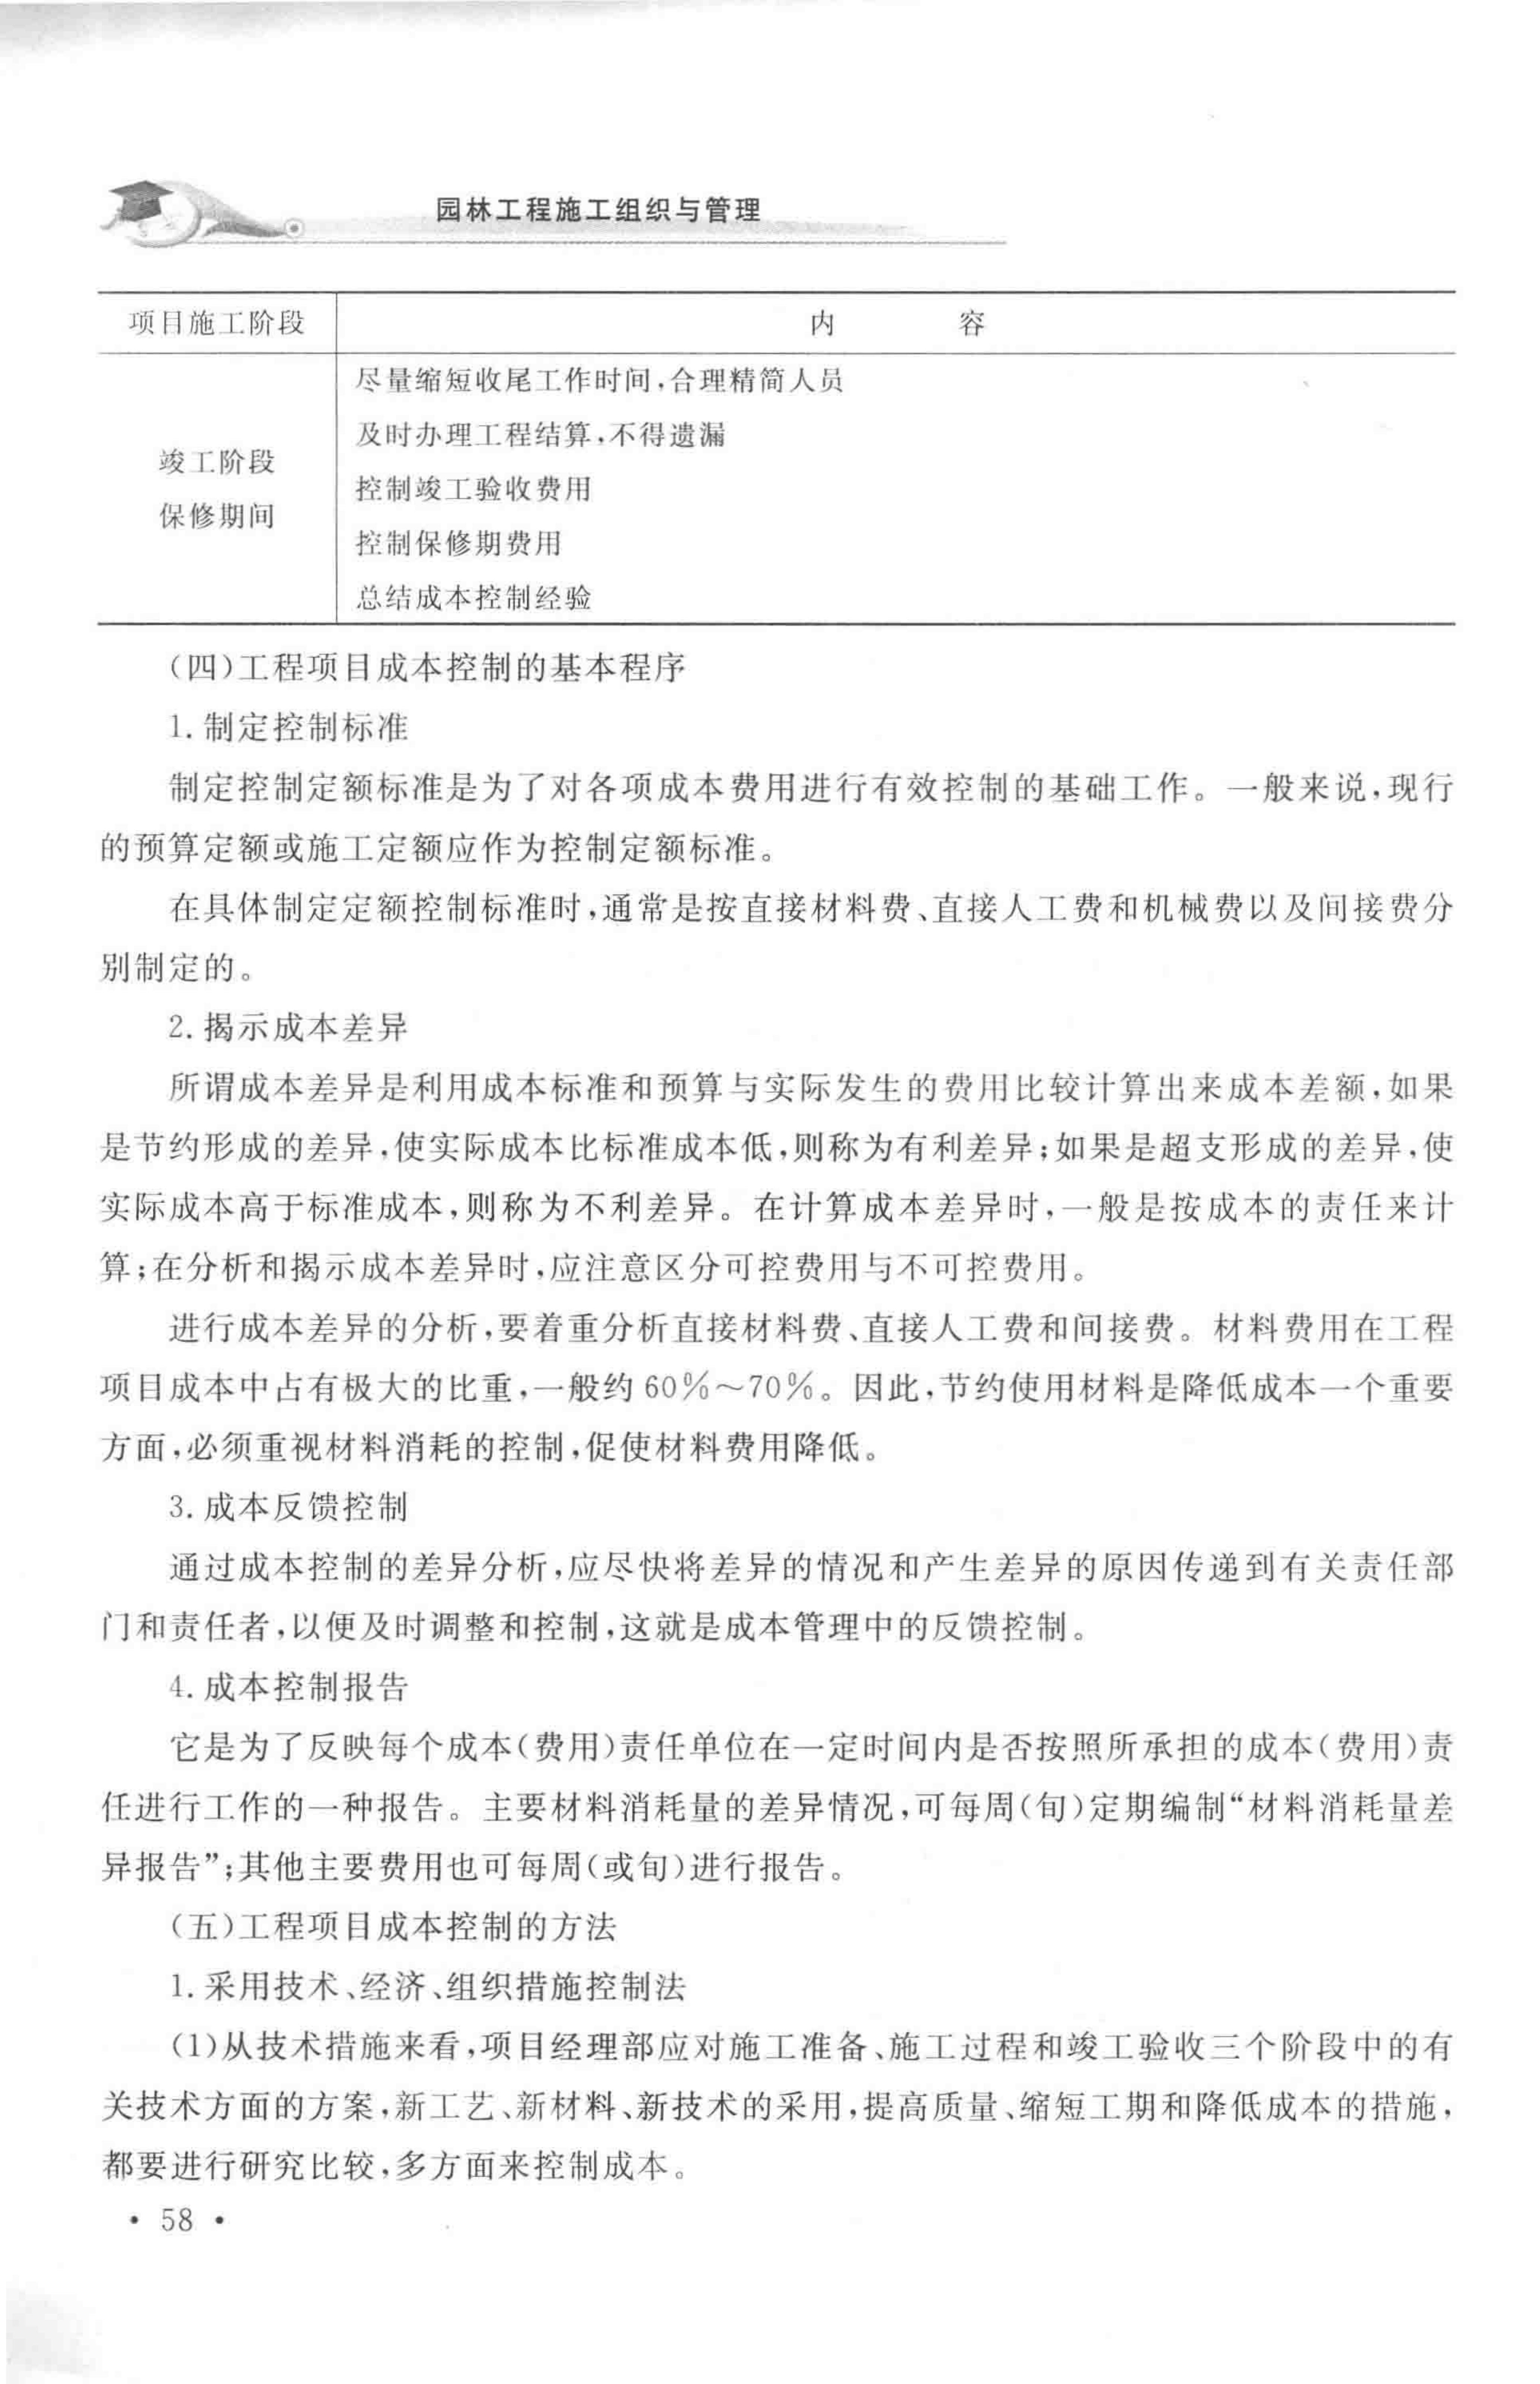 园林工程施工组织与管理
项目施工阶段 内 容
竣工阶段
保修期间
尽量缩短收尾工作时间,合理精简人员
及时办理工程结算,不得遗漏
控制竣工验收费用
控制保修期费用
总结成本控制经验
(四)工程项目成本控制的基本程序
1. 制定控制标准
制定控制定额标准是为了对各项成本费用进行有效控制的基础工作。一般来说,现行
的预算定额或施工定额应作为控制定额标准。
在具体制定定额控制标准时,通常是按直接材料费、直接人工费和机械费以及间接费分
别制定的。
2. 揭示成本差异
所谓成本差异是利用成本标准和预算与实际发生的费用比较计算出来成本差额,如果
是节约形成的差异,使实际成本比标准成本低,则称为有利差异;如果是超支形成的差异,使
实际成本高于标准成本,则称为不利差异。在计算成本差异时,一般是按成本的责任来计
算;在分析和揭示成本差异时,应注意区分可控费用与不可控费用。
进行成本差异的分析,要着重分析直接材料费、直接人工费和间接费。材料费用在工程
项目成本中占有极大的比重,一般约 60%~70%。因此,节约使用材料是降低成本一个重要
方面,必须重视材料消耗的控制,促使材料费用降低。
3. 成本反馈控制
通过成本控制的差异分析,应尽快将差异的情况和产生差异的原因传递到有关责任部
门和责任者,以便及时调整和控制,这就是成本管理中的反馈控制。
4. 成本控制报告
它是为了反映每个成本(费用)责任单位在一定时间内是否按照所承担的成本(费用)责
任进行工作的一种报告。主要材料消耗量的差异情况,可每周(旬)定期编制“材料消耗量差
异报告”;其他主要费用也可每周(或旬)进行报告。
(五)工程项目成本控制的方法
1. 采用技术、经济、组织措施控制法
(1)从技术措施来看,项目经理部应对施工准备、施工过程和竣工验收三个阶段中的有
关技术方面的方案,新工艺、新材料、新技术的采用,提高质量、缩短工期和降低成本的措施,
都要进行研究比较,多方面来控制成本。
• 58 •